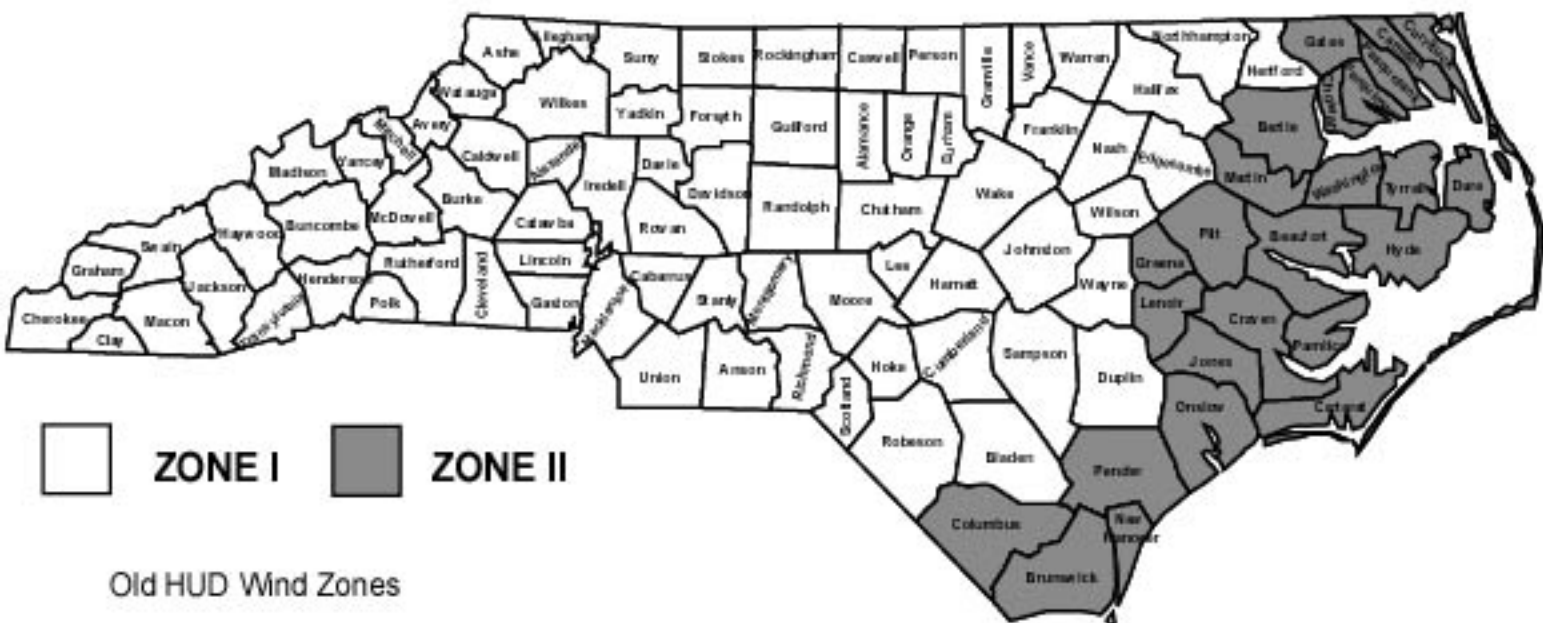 Ashe
Alleghany
Surry
Stokes
Rockingham
Caswell
Person
Granville
Vance
Warren
Northhampton
Hertford
Gates
Camden
Currituck
Watauga
Wilkes
Yadkin
Forsyth
Guilford
Alamance
Orange
Durham
Franklin
Halifax
Bertie
Mitchell
Avery
Caldwell
Alexander
Iredell
Davie
Davidson
Randolph
Chatham
Wake
Nash
Edgecombe
Martin
Washington
Tyrrell
Dare
Madison
Yancey
Burke
Catawba
Rowan
Wilson
Pitt
Beaufort
Hyde
Haywood
Buncombe
McDowell
Swain
Graham
Jackson
Henderson
Rutherford
Cleveland
Lincoln
Gaston
Cabarrus
Stanly
Montgomery
Moore
Lee
Harnett
Johnston
Wayne
Greene
Lenoir
Craven
Pamlico
Cherokee
Clay
Macon
Transylvania
Polk
Mecklenburg
Union
Anson
Richmond
Scotland
Hoke
Cumberland
Sampson
Duplin
Jones
Onslow
Carteret
Robeson
Bladen
Pender
Columbus
New
Hanover
Brunswick
ZONE I
ZONE II
Old HUD Wind Zones